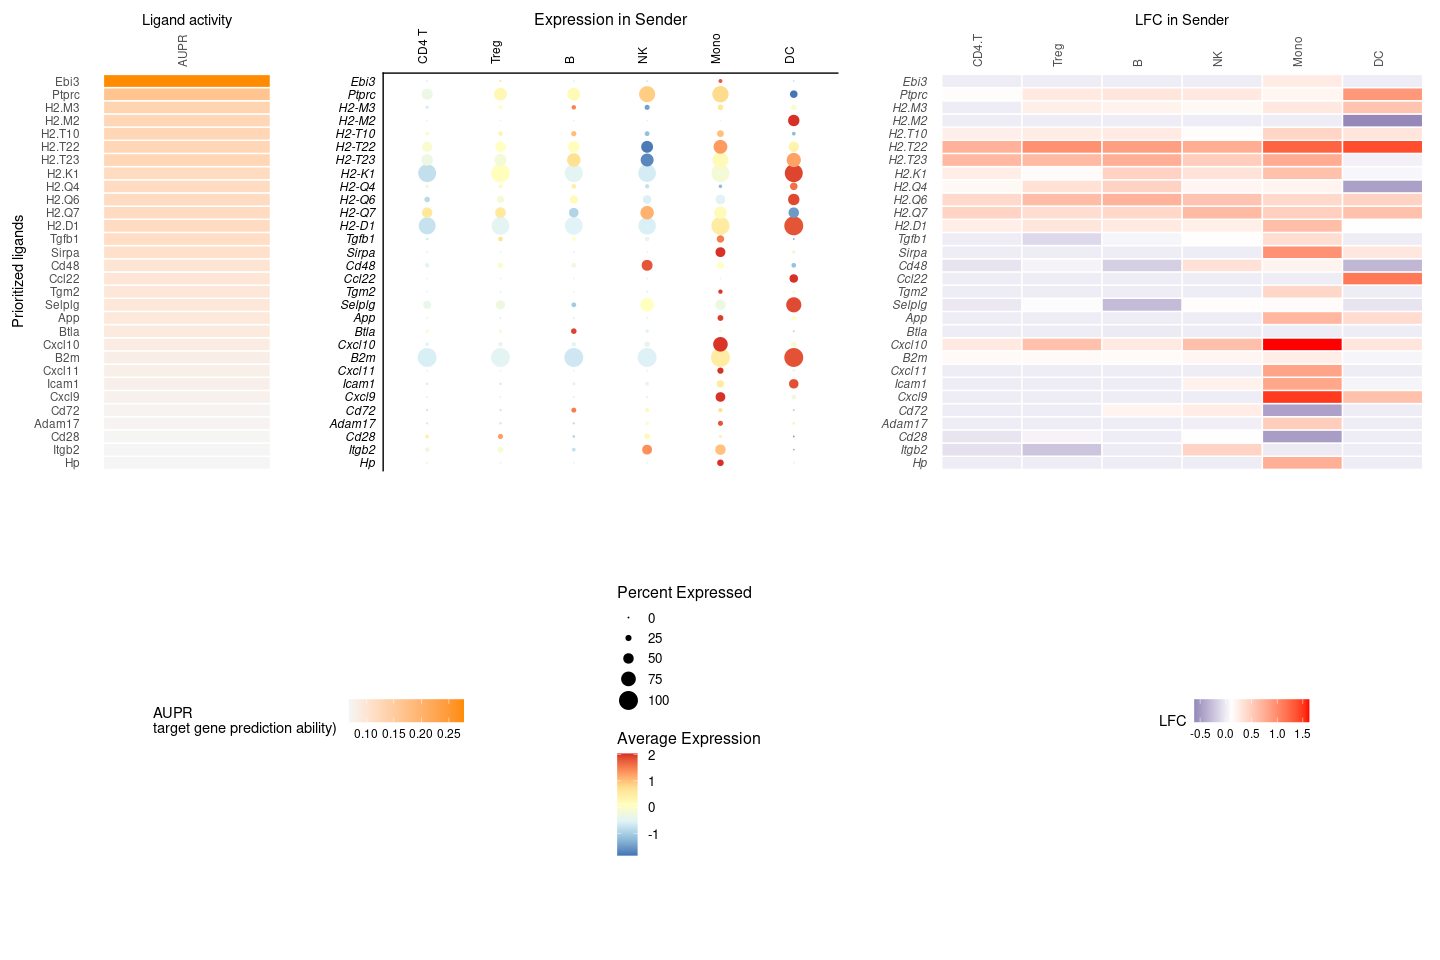 Ligand activity
AUPR
Prioritized ligands
Ebi3
Ptprc
H2.M3
H2.M2
H2.T10
H2.T22
H2.T23
H2.K1
H2.Q4
H2.Q6
H2.Q7
H2.D1
Tgfb1
Sirpa
Cd48
Ccl22
Tgm2
Selplg
App
Btla
Cxcl10
B2m
Cxcl11
Icam1
Cxcl9
Cd72
Adam17
Cd28
Itgb2
Hp
Expression in Sender
CD4 T
Treg
B
NK
Mono
DC
Ebi3
Ptprc
H2-M3
H2-M2
H2-T10
H2-T22
H2-T23
H2-K1
H2-Q4
H2-Q6
H2-Q7
H2-D1
Tgfb1
Sirpa
Cd48
Ccl22
Tgm2
Selplg
App
Btla
Cxcl10
B2m
Cxcl11
Icam1
Cxcl9
Cd72
Adam17
Cd28
Itgb2
Hp
LFC in Sender
CD4.T
Treg
B
NK
Mono
DC
Ebi3
Ptprc
H2.M3
H2.M2
H2.T10
H2.T22
H2.T23
H2.K1
H2.Q4
H2.Q6
H2.Q7
H2.D1
Tgfb1
Sirpa
Cd48
Ccl22
Tgm2
Selplg
App
Btla
Cxcl10
B2m
Cxcl11
Icam1
Cxcl9
Cd72
Adam17
Cd28
Itgb2
Hp
AUPR
target gene prediction ability)
0.10 0.15 0.20 0.25
Percent Expressed
0
25
50
75
100
Average Expression
2
1
0
-1
LFC
-0.5 0.0 0.5 1.0 1.5